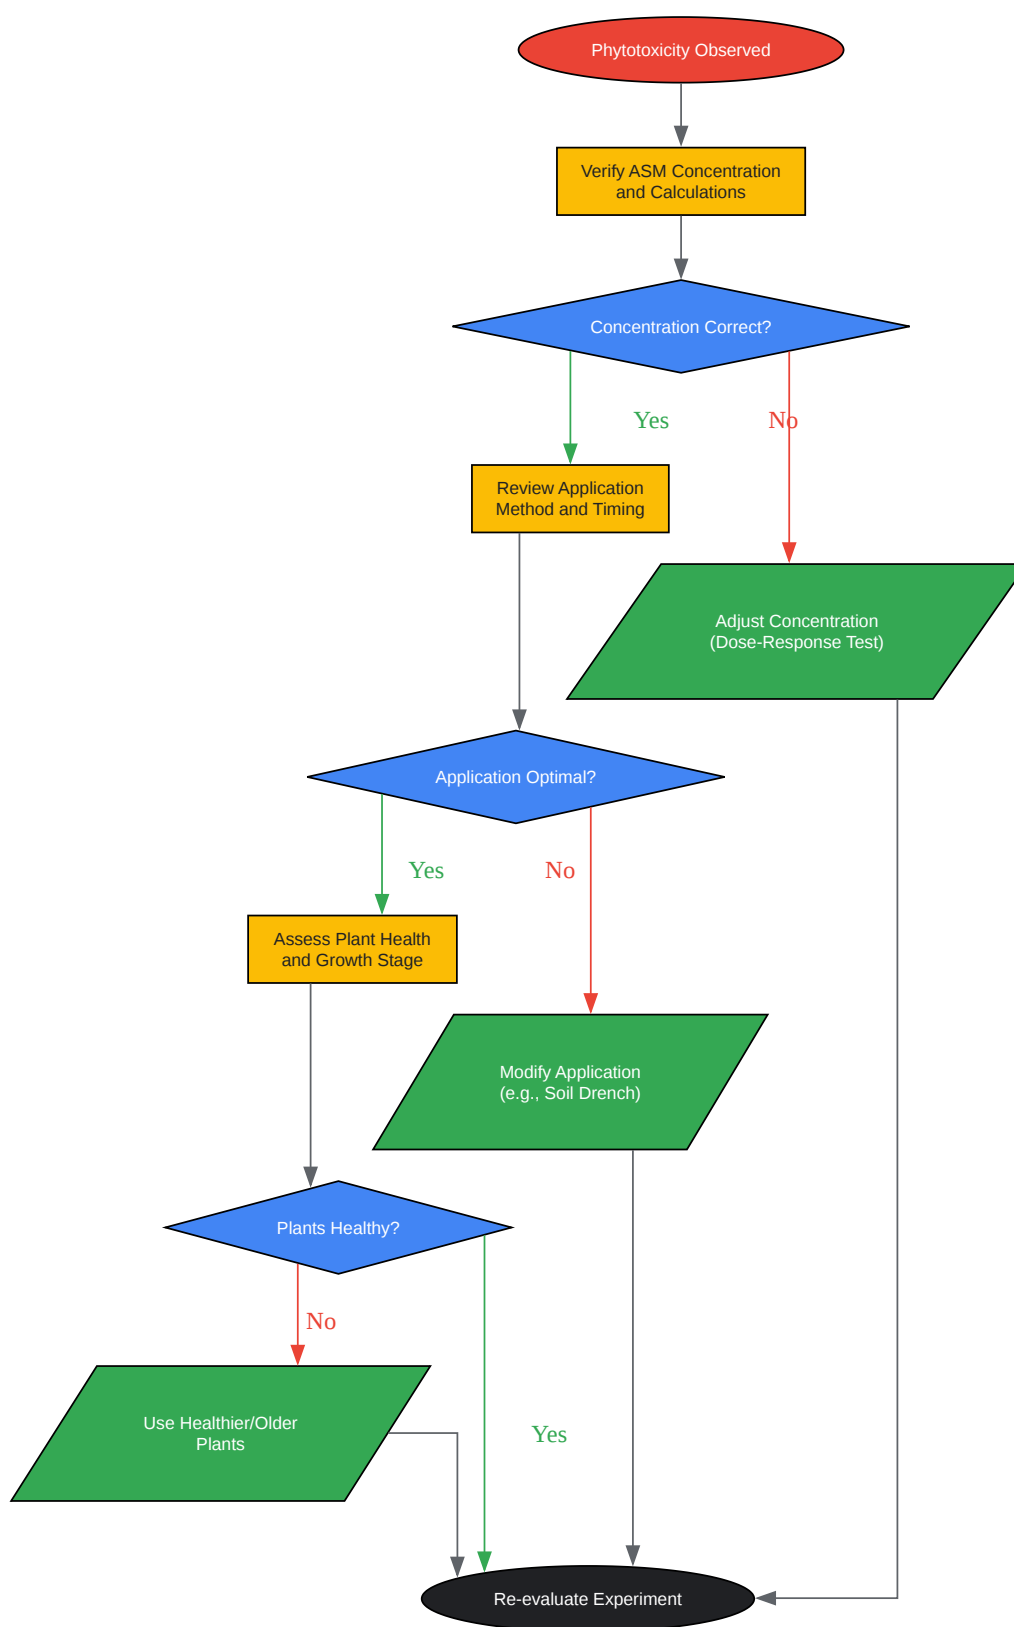 Phytotoxicity Observed
Verify ASM Concentration
and Calculations
Concentration Correct?
Yes
No
Review Application
Method and Timing
Adjust Concentration
(Dose-Response Test)
Application Optimal?
Yes
No
Assess Plant Health
and Growth Stage
Modify Application
(e.g., Soil Drench)
Plants Healthy?
No
Use Healthier/Older
Plants
Yes
Re-evaluate Experiment